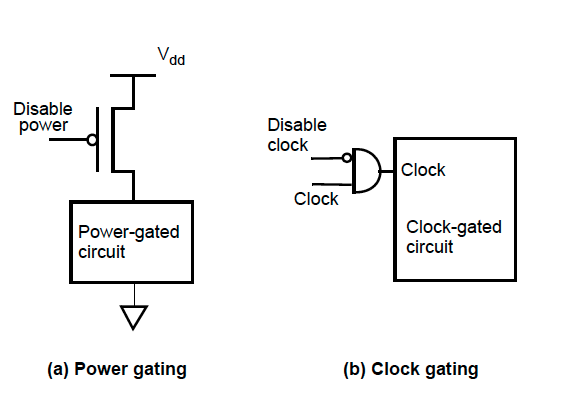 Vdd
Disable
power
Power-gated
circuit
(a) Power gating
Disable
clock
Clock
Clock
Clock-gated
circuit
(b) Clock gating